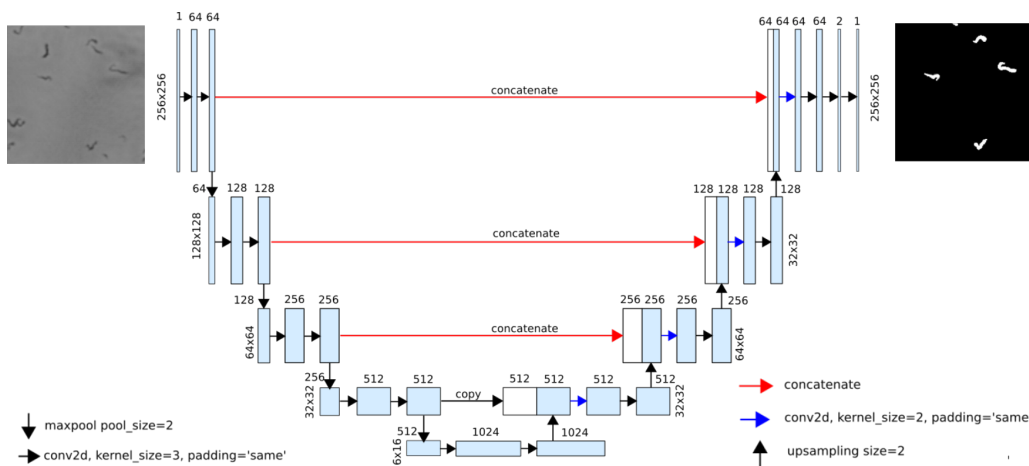 1 64 64
64 64 64 64 2 1
256x256
concatenate
256x256
64 128 128
128 128 128 128
128x128
concatenate
32x32
128 256 256
256 256 256 256
64x64
concatenate
64x64
256 512 512
copy
512 512 512 512
32x32
32x32
512 1024 1024
6x16
maxpool pool_size=2
conv2d, kernel_size=3, padding='same'
concatenate
conv2d, kernel_size=2, padding='same
upsampling size=2